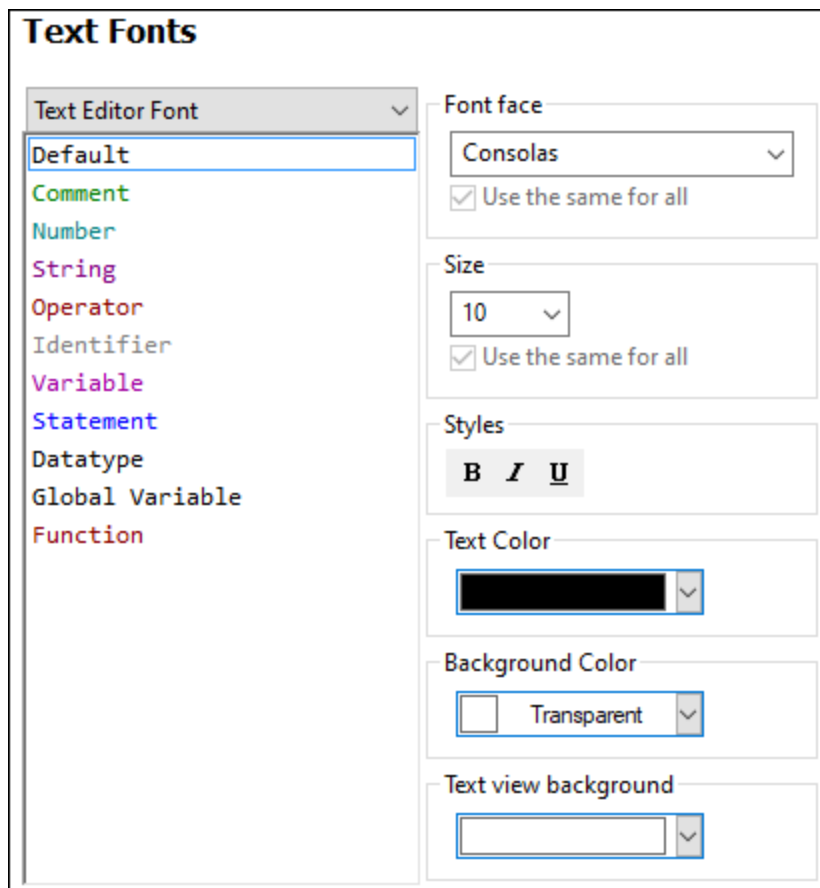 Text Fonts
Text Editor Font
Default
Comment
Number
String
Operator
Identifier
Variable
Statement
Datatype
Global Variable
Function
Font face
Consolas
Use the same for all
Size
10
Use the same for all
Styles
B I U
Text Color
Background Color
Transparent
Text view background